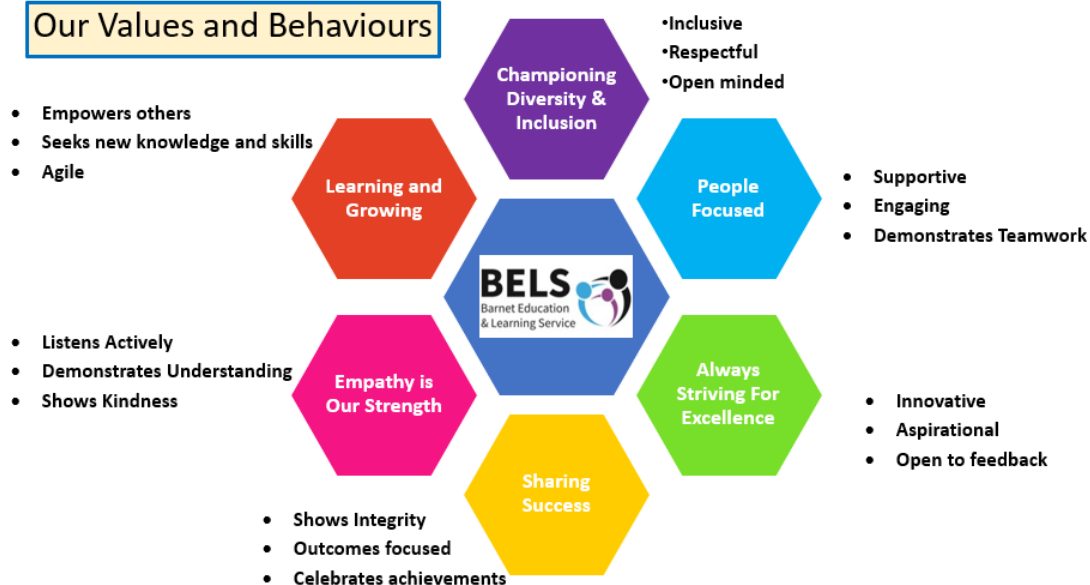 Our Values and Behaviours
Championing
Diversity &
Inclusion
•Inclusive
•Respectful
•Open minded
People
Focused
• Supportive
• Engaging
• Demonstrates Teamwork
Always
Striving For
Excellence
• Innovative
• Aspirational
• Open to feedback
Sharing
Success
• Shows Integrity
• Outcomes focused
• Celebrates achievements
Empathy is
Our Strength
• Listens Actively
• Demonstrates Understanding
• Shows Kindness
Learning and
Growing
• Empowers others
• Seeks new knowledge and skills
• Agile
BELS
Barnet Education
& Learning Service